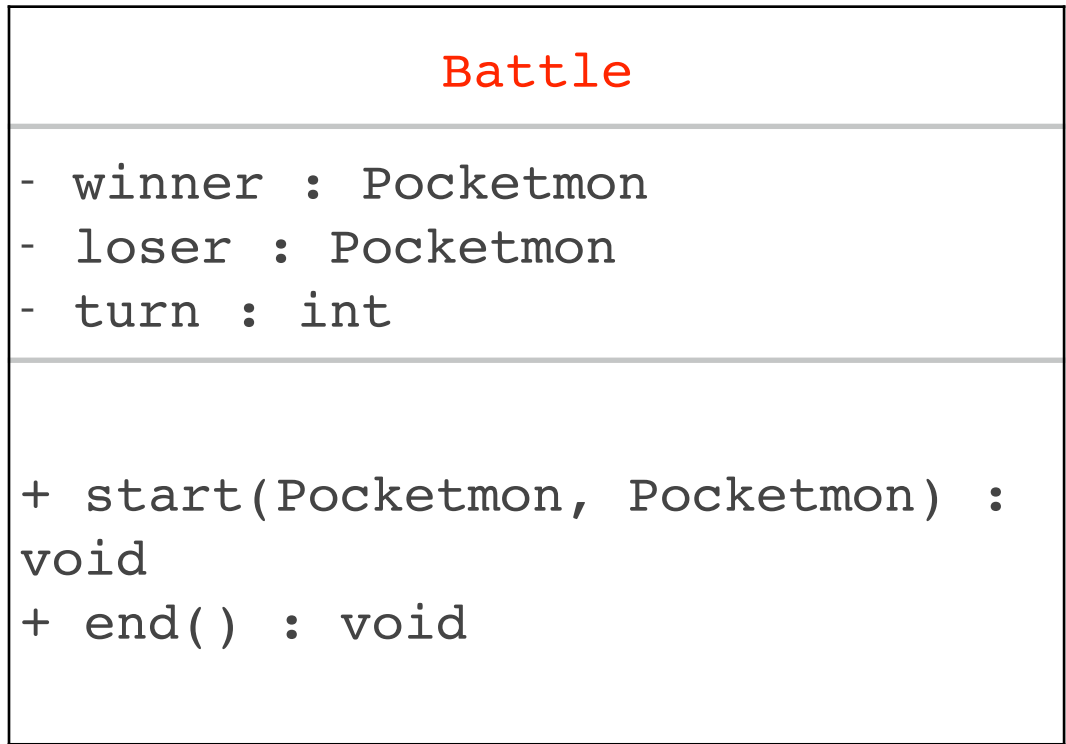 Battle
- winner : Pocketmon
- loser : Pocketmon
- turn : int
+ start(Pocketmon, Pocketmon) :
void
+ end() : void